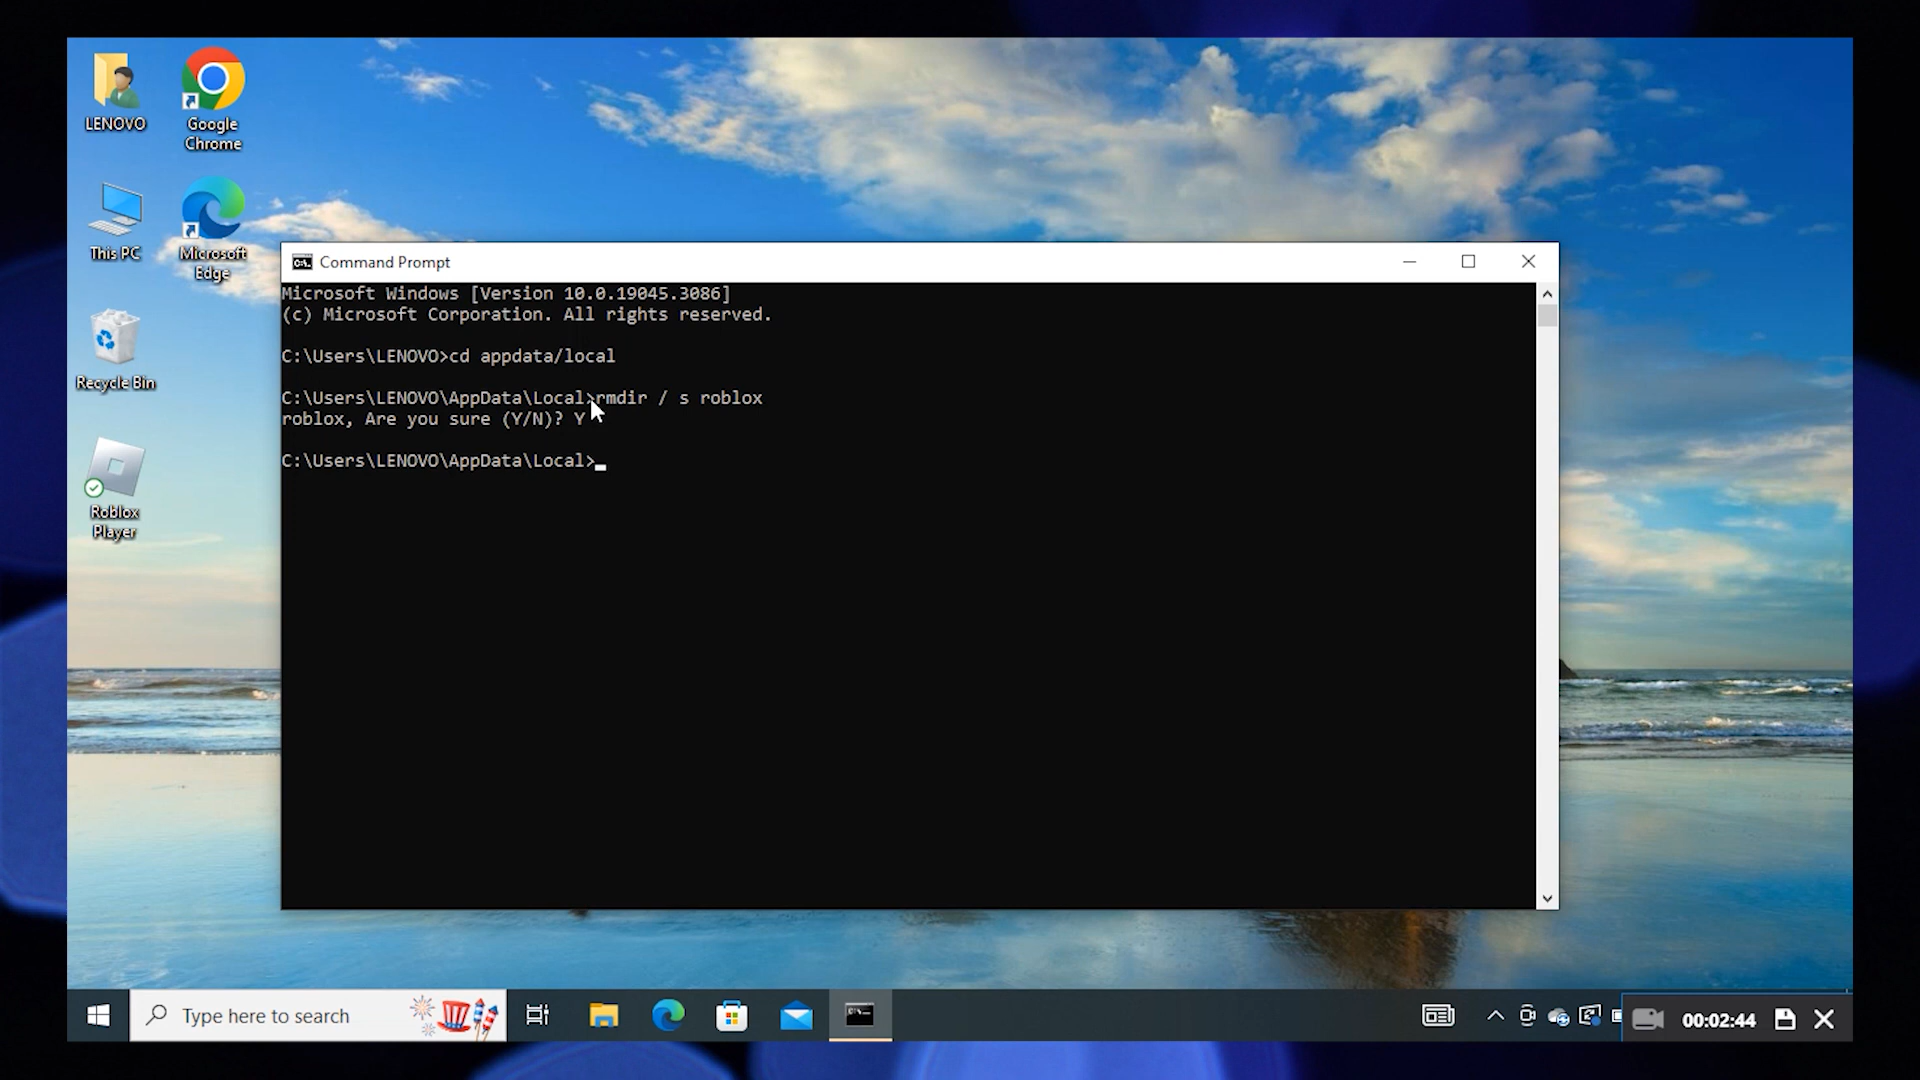 LENOVO
Google
Chrome
This PC
Microsoft
Edge
Recycle Bin
Roblox
Player
Command Prompt
Microsoft Windows [Version 10.0.19045.3086]
(c) Microsoft Corporation. All rights reserved.
C:\Users\LENOVO>cd appdata/local
C:\Users\LENOVO\AppData\Local>rmdir / s roblox
roblox, Are you sure (Y/N)? Y
C:\Users\LENOVO\AppData\Local>
Type here to search
00:02:44